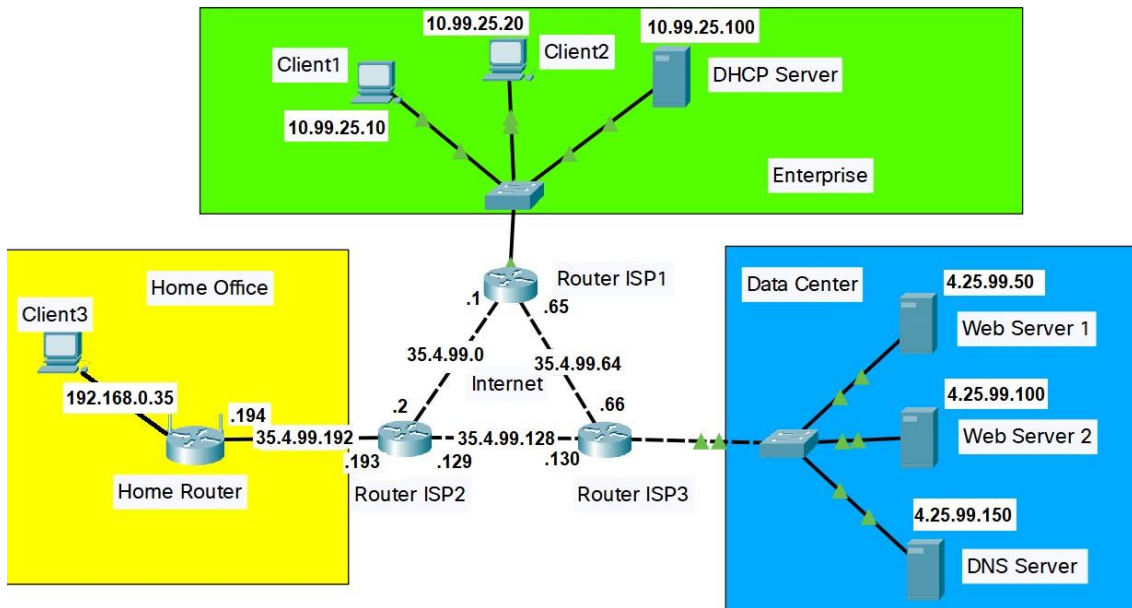 10.99.25.20
10.99.25.100
Client1
Client2
DHCP Server
10.99.25.10
Enterprise
Home Office
Router ISP1
Data Center
4.25.99.50
.1
.65
Client3
Web Server 1
35.4.99.0
35.4.99.64
Internet
192.168.0.35
4.25.99.100
.194
.2
.66
Web Server 2
35.4.99.192
35.4.99.128
.193
.129
.130
Home Router
Router ISP2
Router ISP3
4.25.99.150
DNS Server